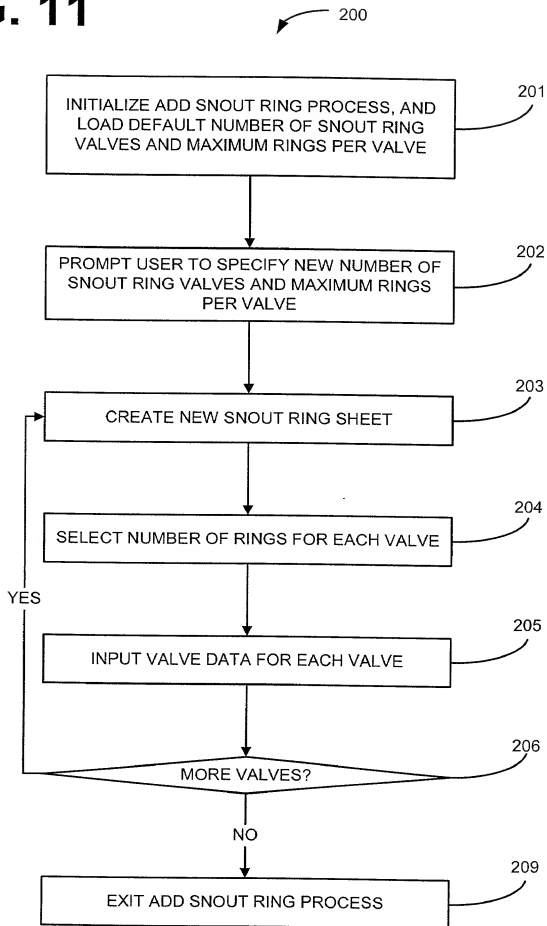 . 11
200
INITIALIZE ADD SNOUT RING PROCESS, AND
LOAD DEFAULT NUMBER OF SNOUT RING
VALVES AND MAXIMUM RINGS PER VALVE
201
PROMPT USER TO SPECIFY NEW NUMBER OF
SNOUT RING VALVES AND MAXIMUM RINGS
PER VALVE
202
CREATE NEW SNOUT RING SHEET
203
SELECT NUMBER OF RINGS FOR EACH VALVE
204
YES
INPUT VALVE DATA FOR EACH VALVE
205
MORE VALVES?
206
NO
EXIT ADD SNOUT RING PROCESS
209